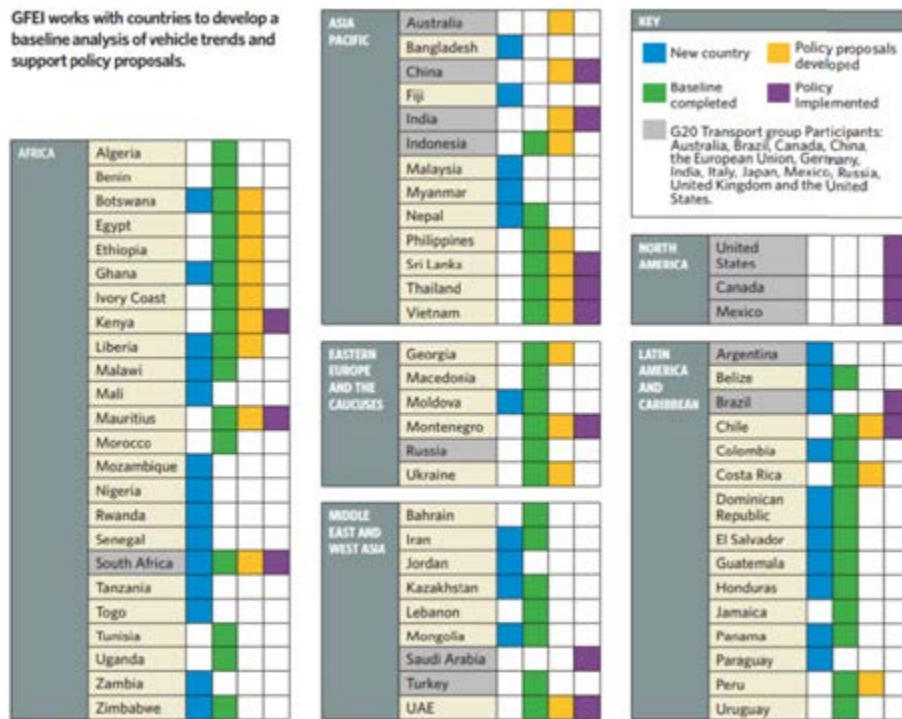 GFEI works with countries to develop a
baseline analysis of vehicle trends and
support policy proposals.
AFRICA
Algeria
Benin
Botswana
Egypt
Ethiopia
Ghana
Ivory Coast
Kenya
Liberia
Malawi
Mali
Mauritius
Morocco
Mozambique
Nigeria
Rwanda
Senegal
South Africa
Tanzania
Togo
Tunisia
Uganda
Zambia
Zimbabwe
ASIA
PACIFIC
Australia
Bangladesh
China
Fiji
India
Indonesia
Malaysia
Myanmar
Nepal
Philippines
Sri Lanka
Thailand
Vietnam
EASTERN
EUROPE
AND THE
CAUCUSES
Georgia
Macedonia
Moldova
Montenegro
Russia
Ukraine
MIDDLE
EAST AND
WEST ASIA
Bahrain
Iran
Jordan
Kazakhstan
Lebanon
Mongolia
Saudi Arabia
Turkey
UAE
KEY
New country
Policy proposals
developed
Baseline
completed
Policy
Implemented
G20 Transport group Participants:
Australia, Brazil, Canada, China,
the European Union, Germany,
India, Italy, Japan, Mexico, Russia,
United Kingdom and the United
States.
NORTH
AMERICA
United
States
Canada
Mexico
LATIN
AMERICA
AND
CARIBBEAN
Argentina
Belize
Brazil
Chile
Colombia
Costa Rica
Dominican
Republic
El Salvador
Guatemala
Honduras
Jamaica
Panama
Paraguay
Peru
Uruguay